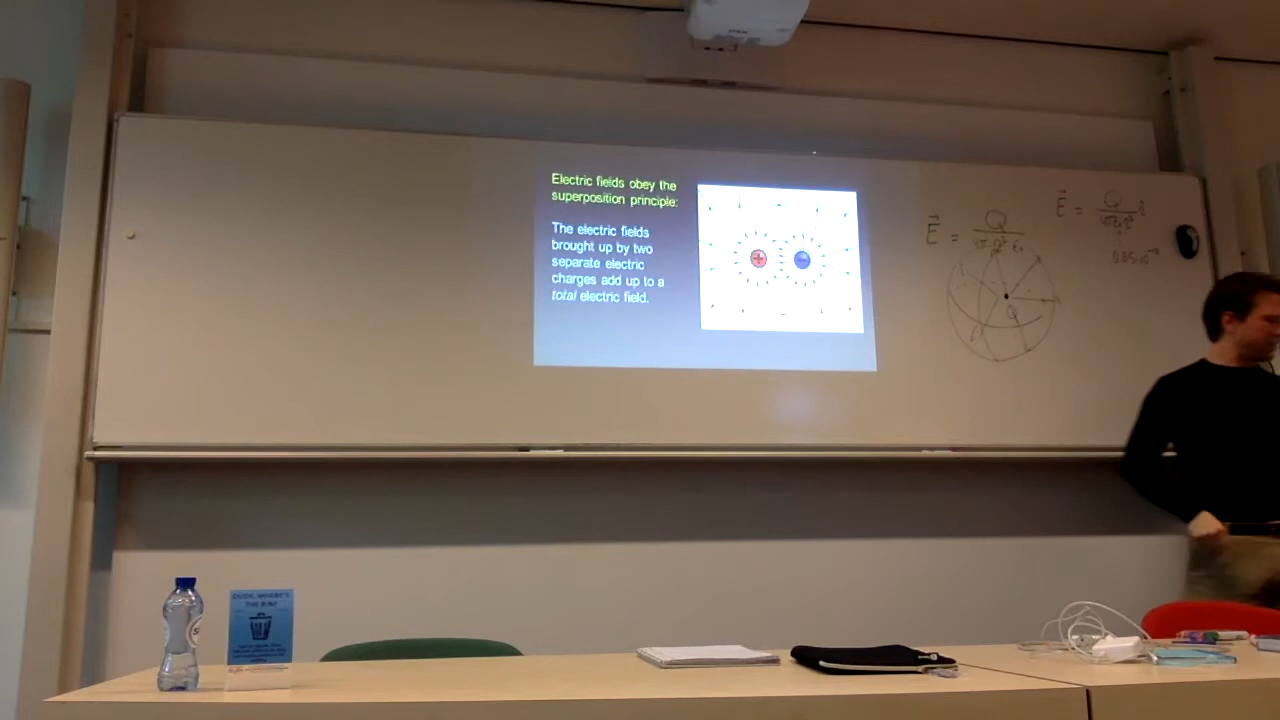 Electric fields obey the
superposition principle:
The electric fields
brought up by two
separate electric
charges add up to a
total electric field.
+
E⃗ = Q
E⃗ = Q
Q
DUDE, WHERE'S
THE BIN?